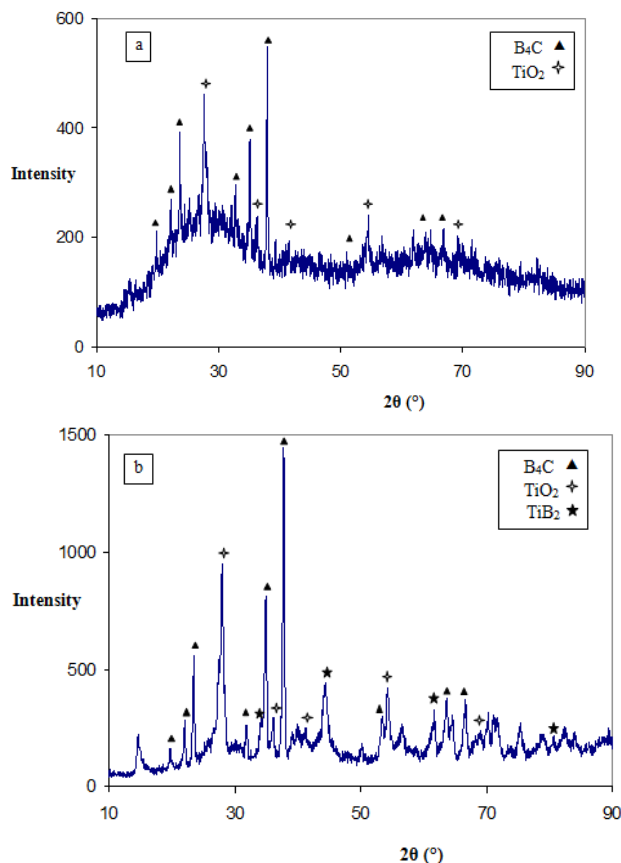 600
a
B₄C ▲
TiO₂ ✧
400
Intensity
200
0
10 30 50 70 90
2θ (°)
1500
b
B₄C ▲
TiO₂ ✧
TiB₂ ★
1000
Intensity
500
0
10 30 50 70 90
2θ (°)